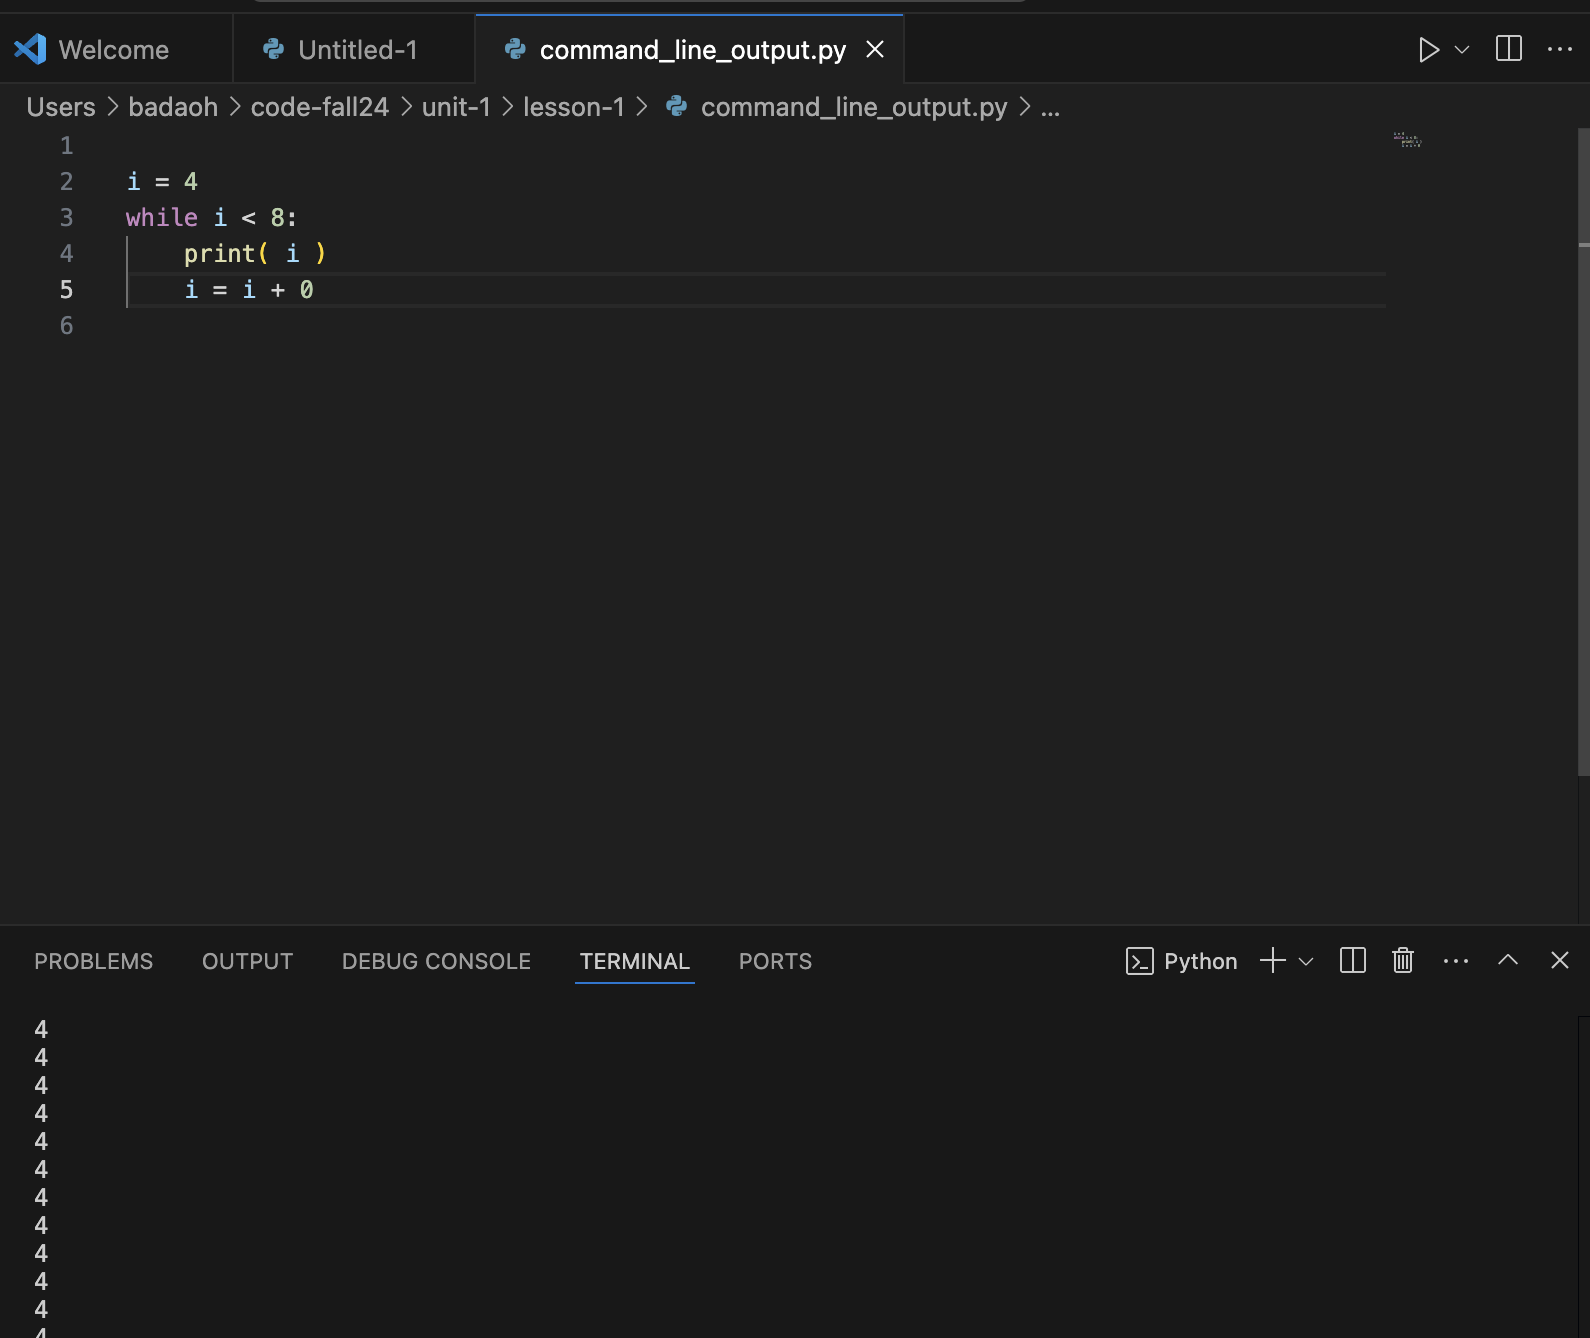 Welcome Untitled-1 command_line_output.py
Users > badaoh > code-fall24 > unit-1 > lesson-1 > command_line_output.py > ...
1
2 i = 4
3 while i < 8:
4     print( i )
5     i = i + 0
6
PROBLEMS OUTPUT DEBUG CONSOLE TERMINAL PORTS Python
4
4
4
4
4
4
4
4
4
4
4
4